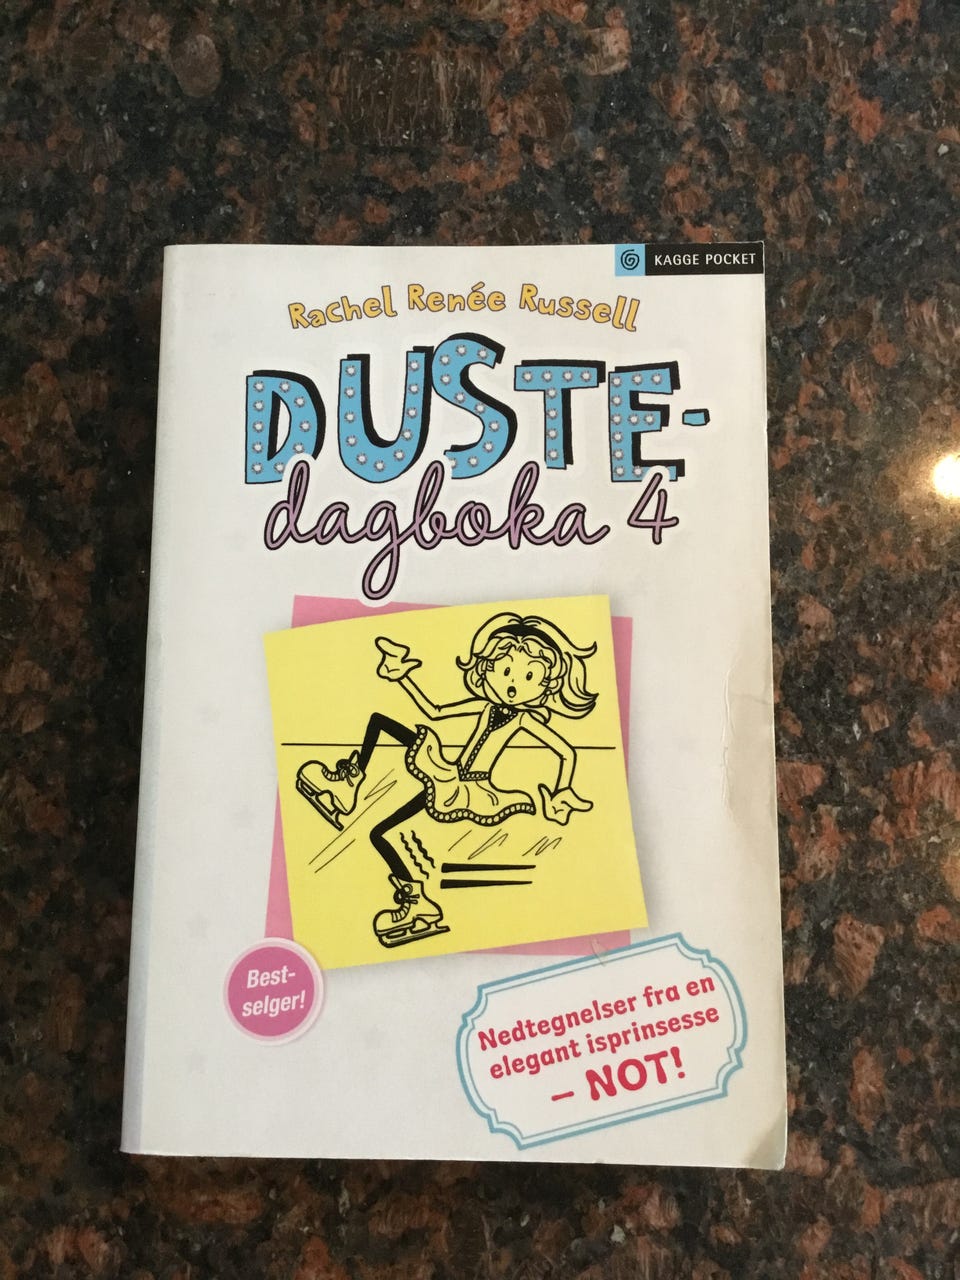 KAGGE POCKET
Rachel Renée Russell
DUSTE-
dagboka 4
Best-
selger!
Nedtegnelser fra en
elegant isprinsesse
– NOT!